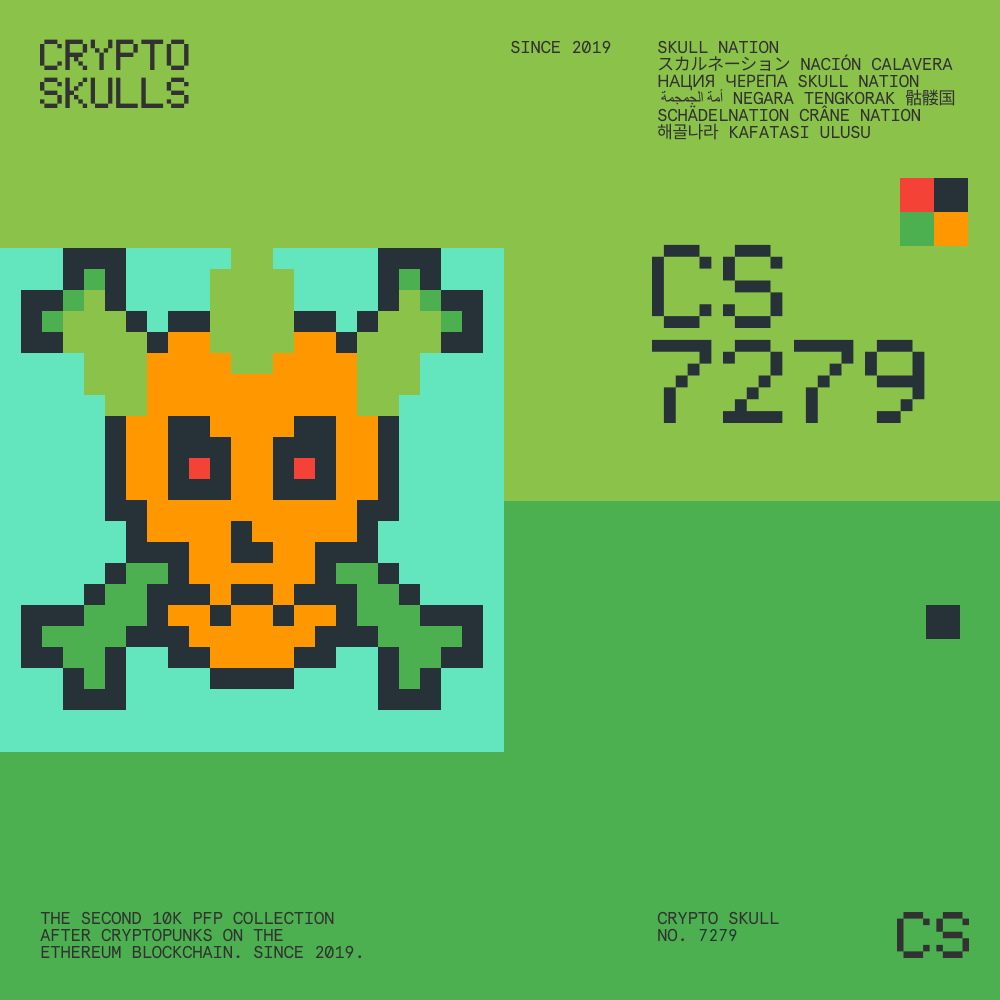 CRYPTO
SKULLS
SINCE 2019
SKULL NATION
スカルネーション NACIÓN CALAVERA
НАЦИЯ ЧЕРЕПА SKULL NATION
أمة الجمجمة NEGARA TENGKORAK 骷髅国
SCHÄDELNATION CRÂNE NATION
해골나라 KAFATASI ULUSU
CS
7279
THE SECOND 10K PFP COLLECTION
AFTER CRYPTOPUNKS ON THE
ETHEREUM BLOCKCHAIN. SINCE 2019.
CRYPTO SKULL
NO. 7279
CS